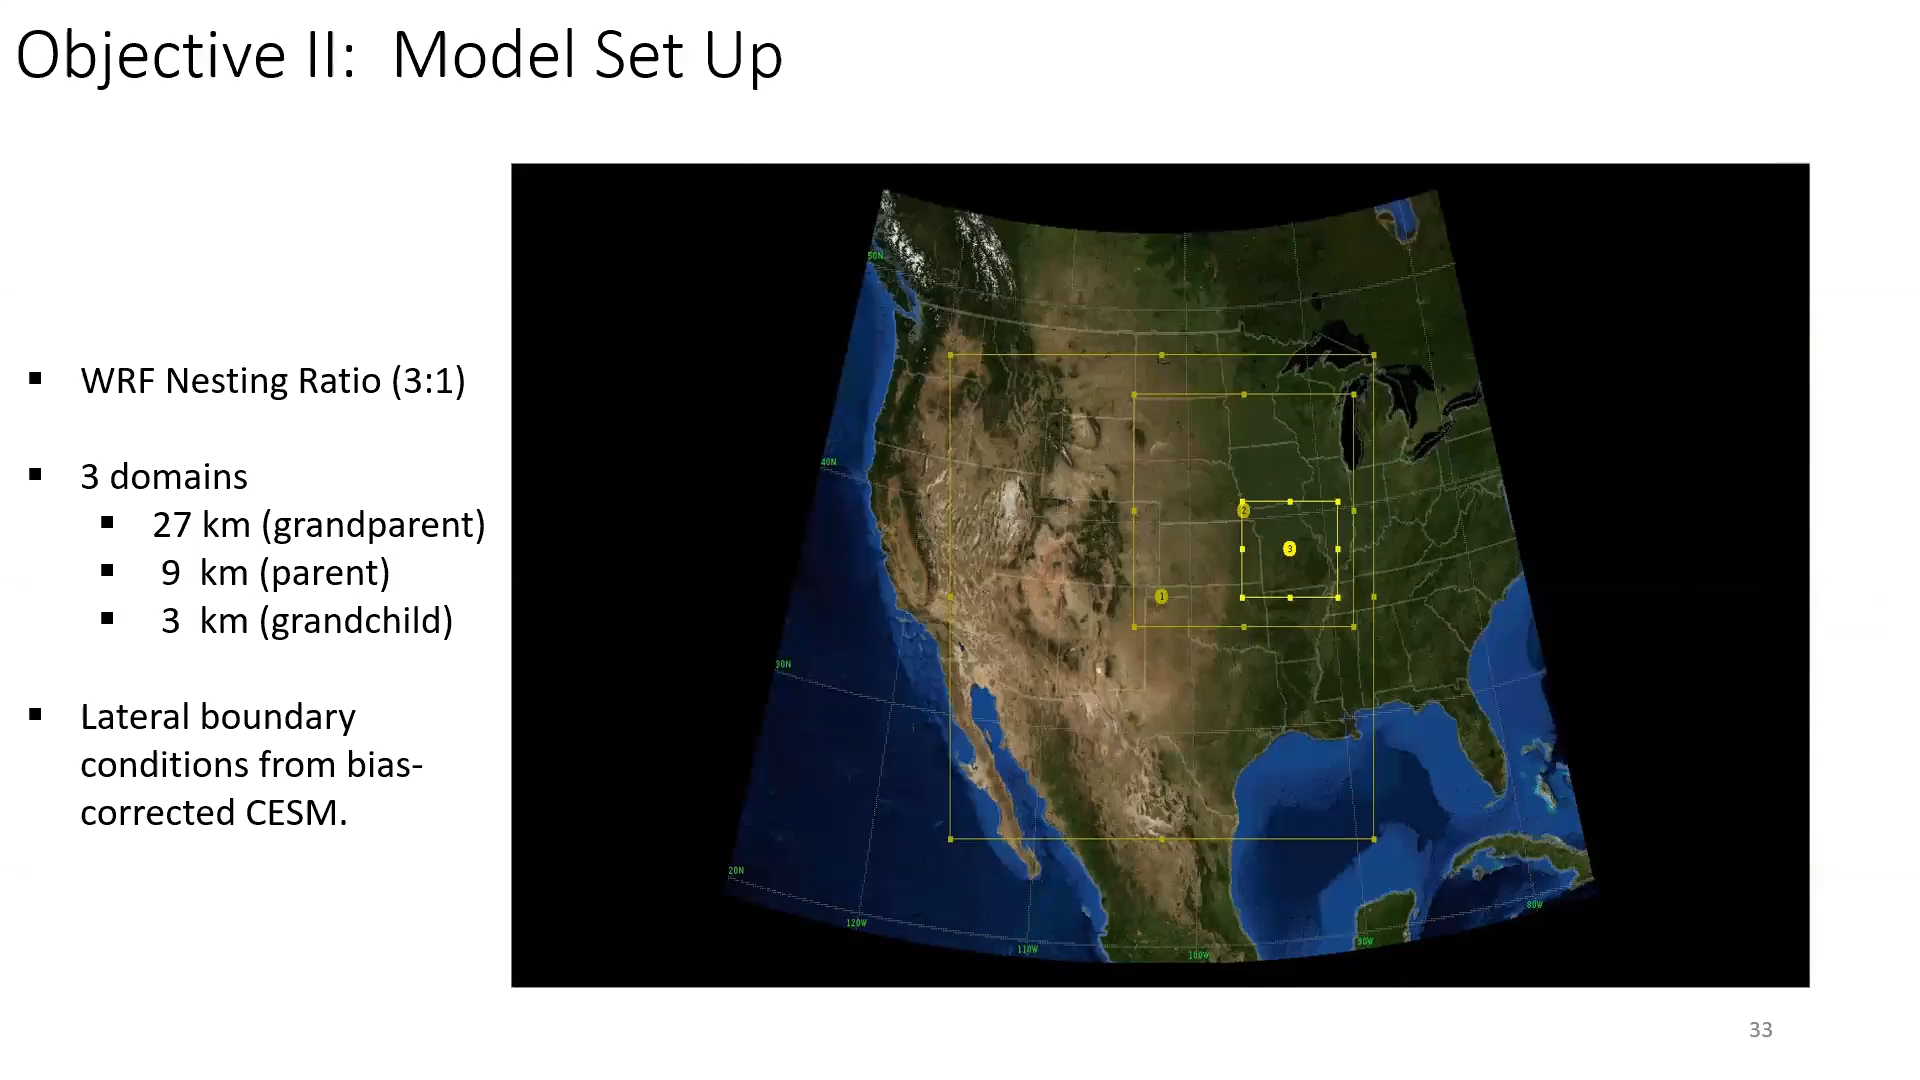 Objective II: Model Set Up
▪ WRF Nesting Ratio (3:1)
▪ 3 domains
▪ 27 km (grandparent)
▪ 9 km (parent)
▪ 3 km (grandchild)
▪ Lateral boundary
conditions from bias-
corrected CESM.
50N
40N
2
3
1
30N
20N
80W
120W
110W
100W
90W
33